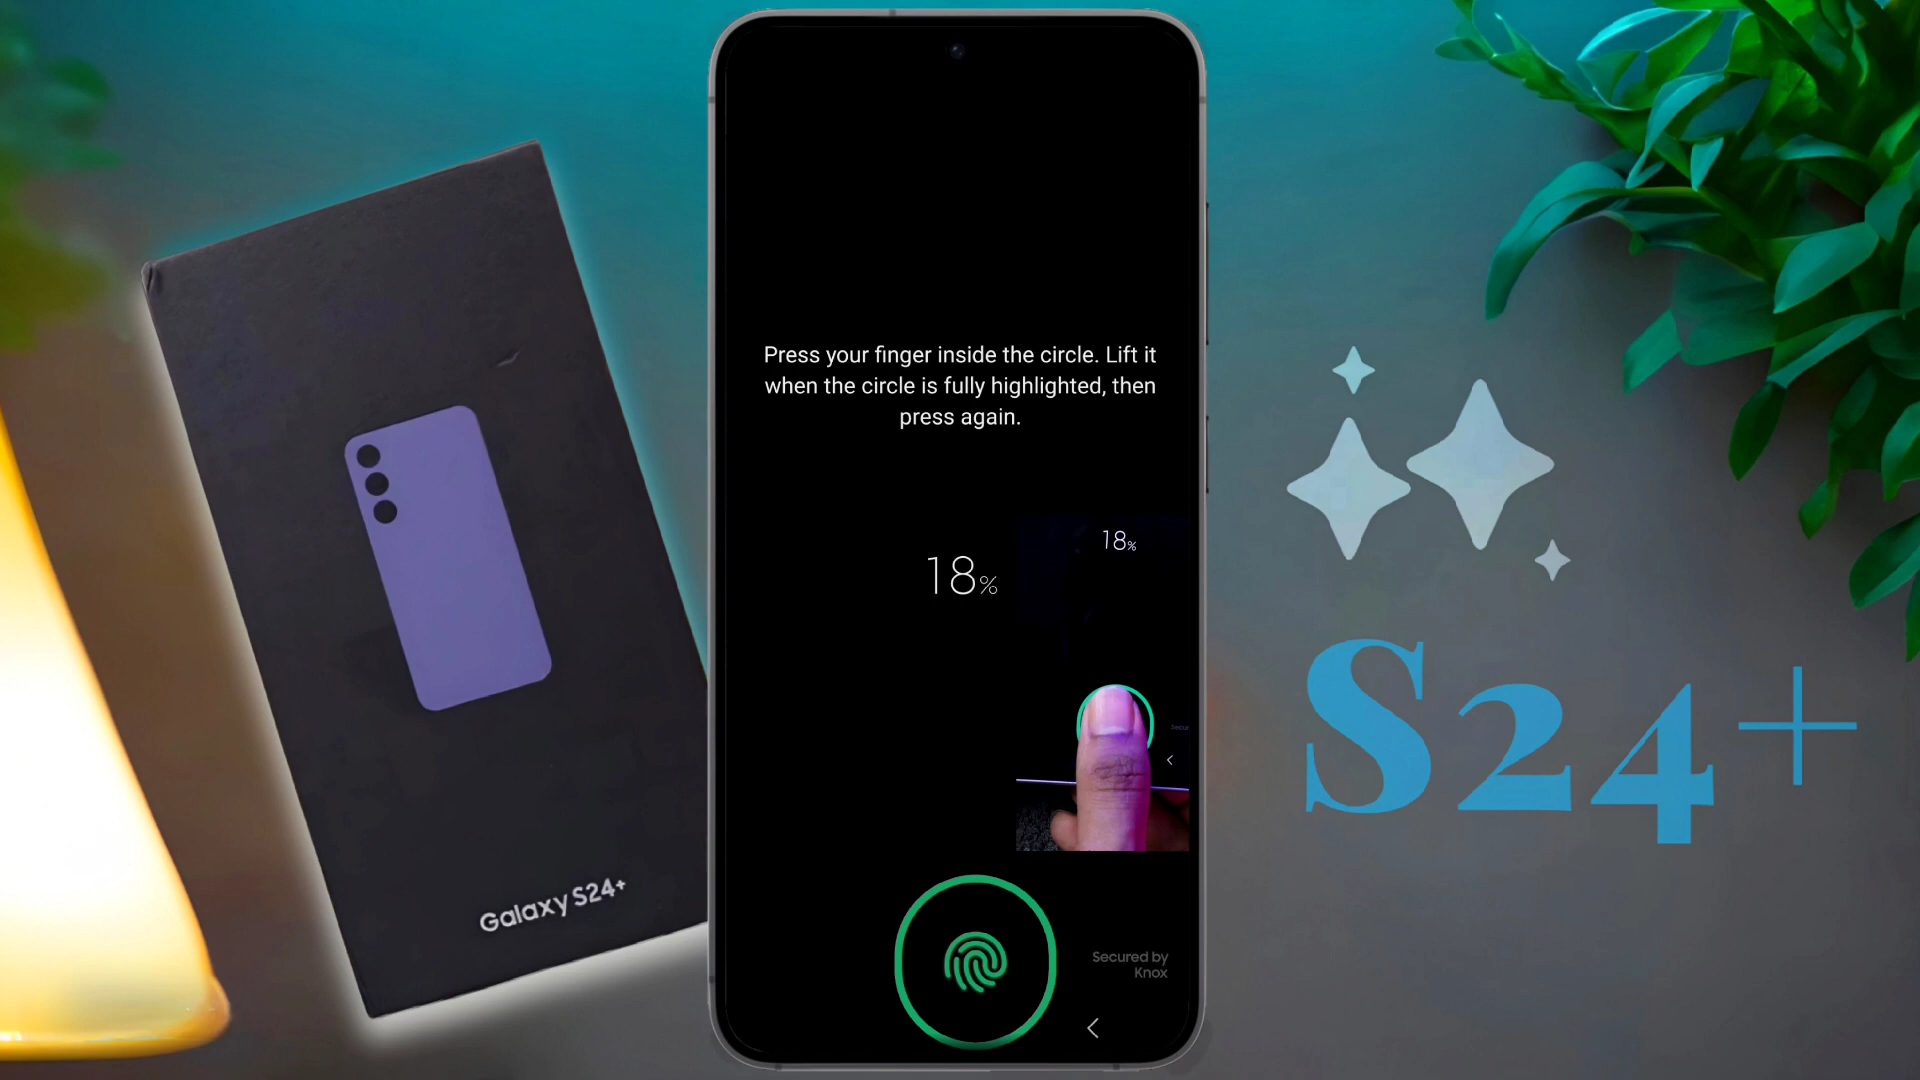 Press your finger inside the circle. Lift it
when the circle is fully highlighted, then
press again.
18%
18%
Galaxy S24+
Secured by
Knox
S24+